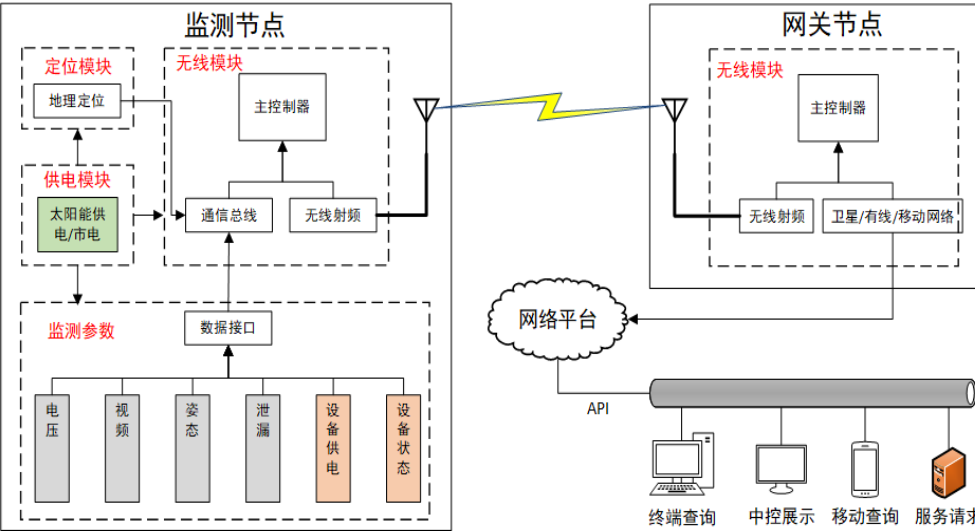 监测节点
定位模块
地理定位
供电模块
太阳能供
电/市电
无线模块
主控制器
通信总线
无线射频
监测参数
数据接口
电压
视频
姿态
泄漏
设备供电
设备状态
网关节点
无线模块
主控制器
无线射频
卫星/有线/移动网络
网络平台
API
终端查询
中控展示
移动查询
服务请求